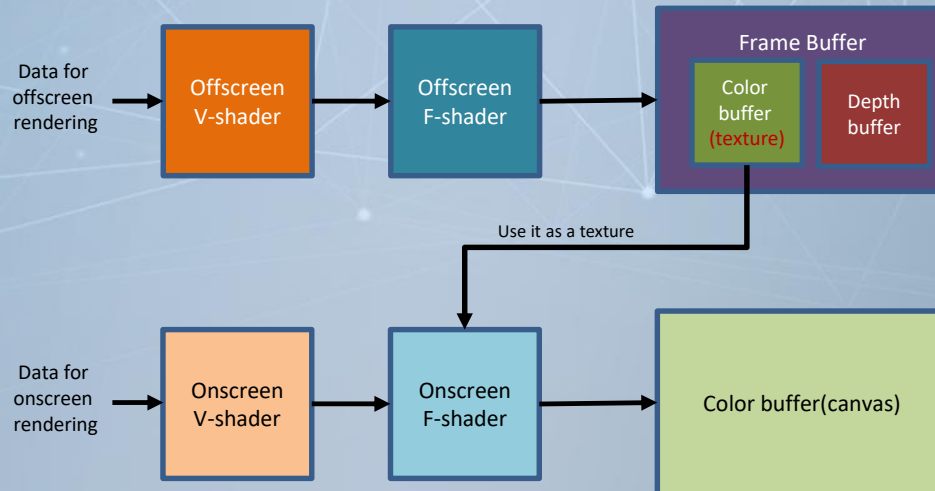 Data for
offscreen
rendering
Offscreen
V-shader
Offscreen
F-shader
Frame Buffer
Color
buffer
(texture)
Depth
buffer
Use it as a texture
Data for
onscreen
rendering
Onscreen
V-shader
Onscreen
F-shader
Color buffer(canvas)